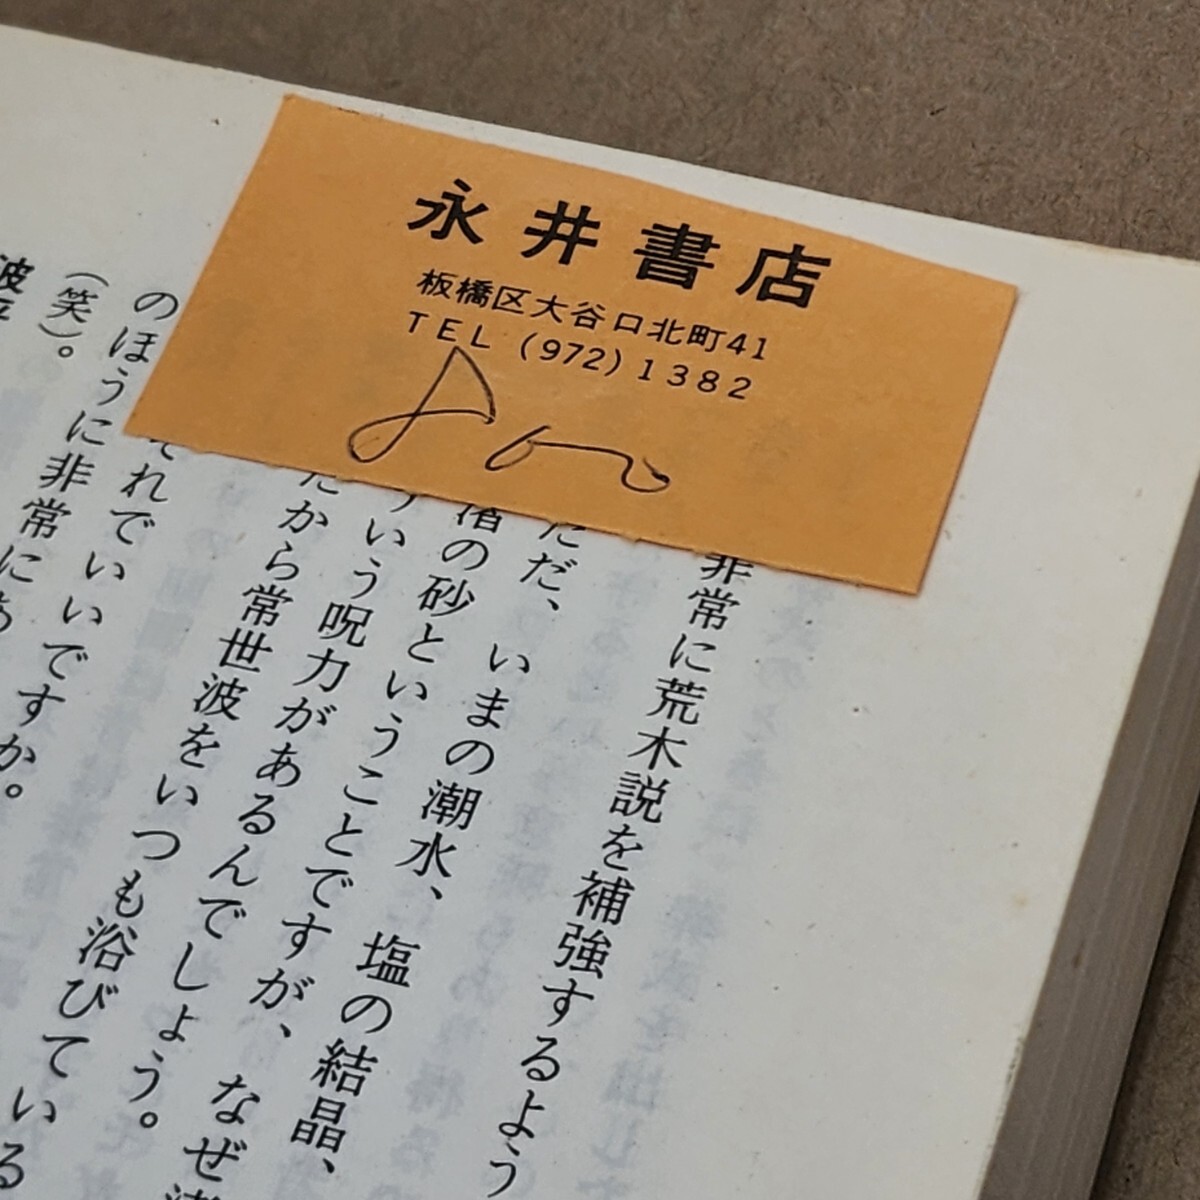 永井書店
板橋区大谷口北町41
TEL (972) 1382
非常に荒木説を補強するよう
ただ、いまの潮水、塩の結晶、
渚の砂ということですが、なぜ渚
ういう呪力があるんでしょう。
だから常世波をいつも浴びている
それでいいですか。
のほうに非常に
(笑)。